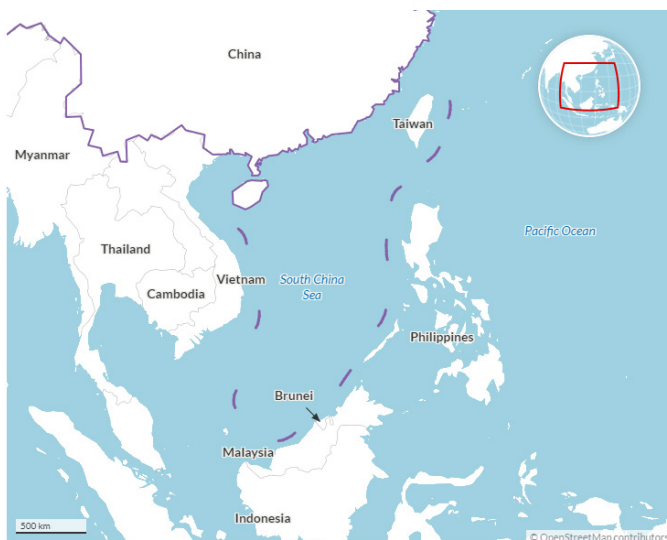 China
Taiwan
Myanmar
Pacific Ocean
Thailand
Vietnam
South China
Sea
Cambodia
Philippines
Brunei
Malaysia
Indonesia
500 km
© OpenStreetMap contributors